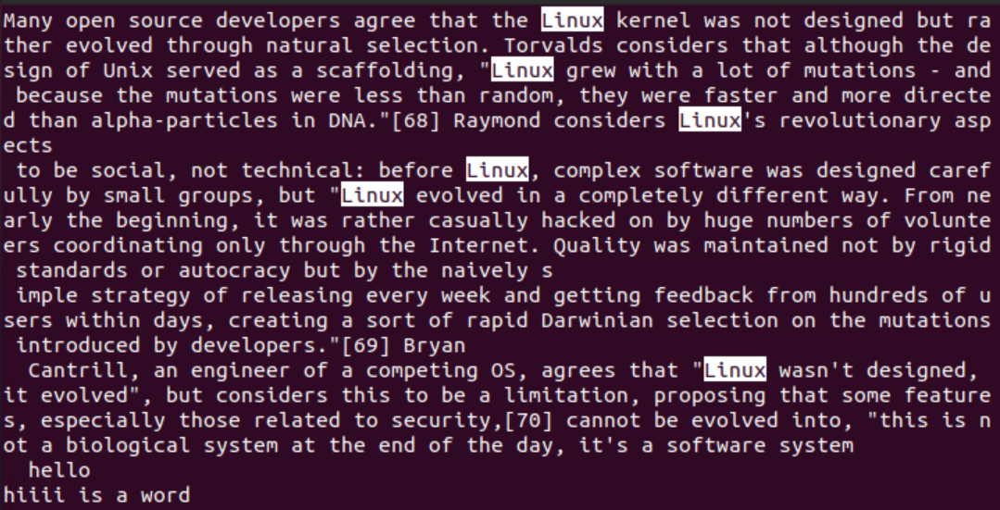 Many open source developers agree that the Linux kernel was not designed but ra
ther evolved through natural selection. Torvalds considers that although the de
sign of Unix served as a scaffolding, "Linux grew with a lot of mutations - and
 because the mutations were less than random, they were faster and more directe
d than alpha-particles in DNA."[68] Raymond considers Linux's revolutionary asp
ects
 to be social, not technical: before Linux, complex software was designed caref
ully by small groups, but "Linux evolved in a completely different way. From ne
arly the beginning, it was rather casually hacked on by huge numbers of volunte
ers coordinating only through the Internet. Quality was maintained not by rigid
 standards or autocracy but by the naively s
 imple strategy of releasing every week and getting feedback from hundreds of u
sers within days, creating a sort of rapid Darwinian selection on the mutations
 introduced by developers."[69] Bryan
  Cantrill, an engineer of a competing OS, agrees that "Linux wasn't designed,
it evolved", but considers this to be a limitation, proposing that some feature
s, especially those related to security,[70] cannot be evolved into, "this is n
ot a biological system at the end of the day, it's a software system
  hello
hiiii is a word